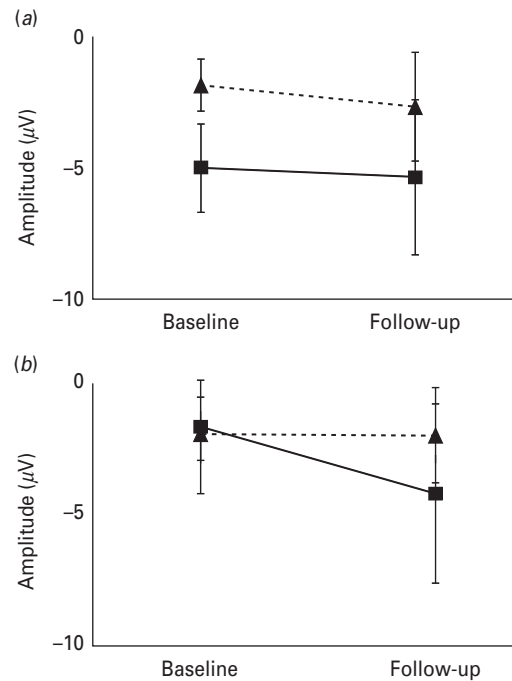 (a)
0
Amplitude (µV)
–5
–10
Baseline Follow-up
(b)
0
Amplitude (µV)
–5
–10
Baseline Follow-up